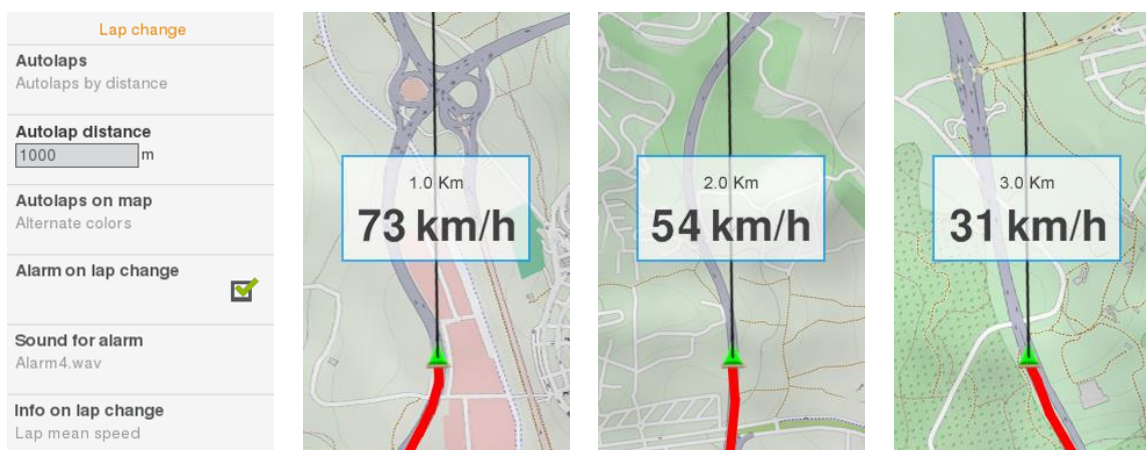 Lap change
Autolaps
Autolaps by distance
Autolap distance
1000 m
Autolaps on map
Alternate colors
Alarm on lap change
Sound for alarm
Alarm4.wav
Info on lap change
Lap mean speed
1.0 Km
73 km/h
2.0 Km
54 km/h
3.0 Km
31 km/h